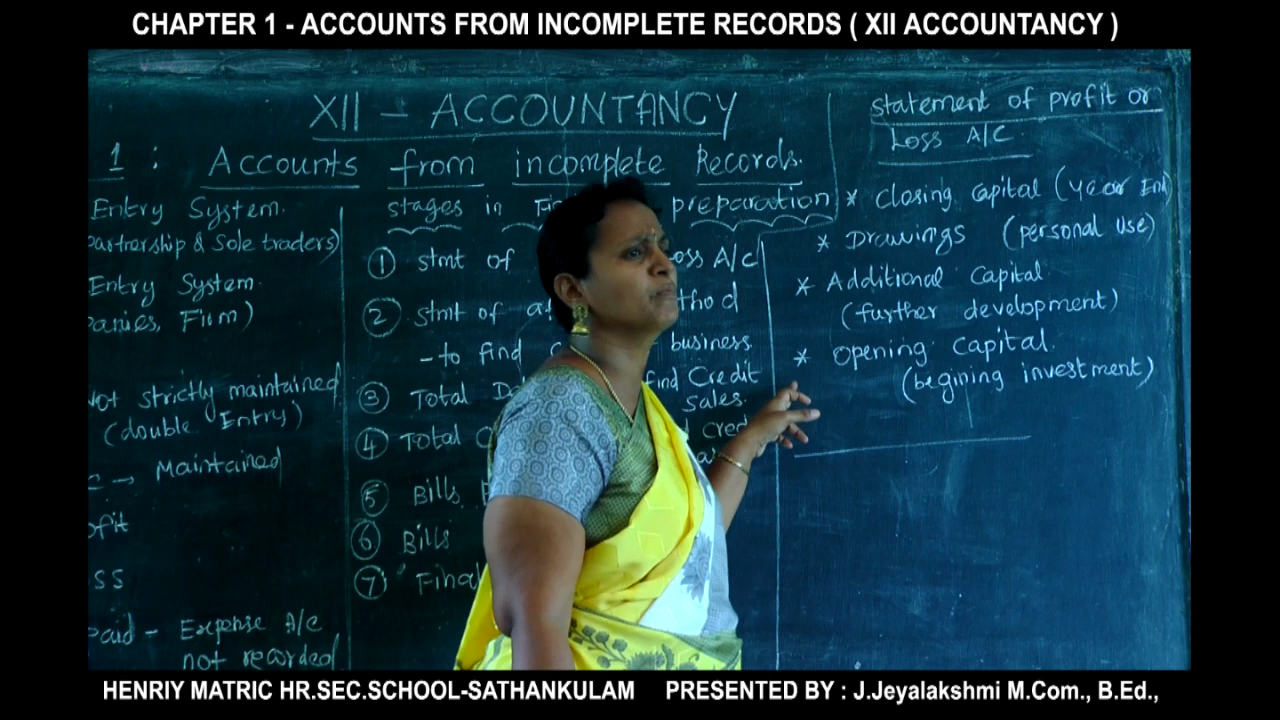 CHAPTER 1 - ACCOUNTS FROM INCOMPLETE RECORDS ( XII ACCOUNTANCY )
XII - ACCOUNTANCY
1 : Accounts from incomplete Records.
Entry System.
artnership & Sole traders)
Entry System.
anies, Firm)
Not strictly maintained
(double Entry)
→ Maintained
ofit
ss
paid - Expense A/c
not recorded
stages in preparation
① stmt of oss A/c
② stmt of thod
- to find business
③ Total find Credit
sales.
④ Total Cred
⑤ Bills
⑥ Bills
⑦ Final
statement of profit or
Loss A/C
* Closing capital (Year End
* Drawings (personal use)
* Additional Capital
(further development)
* Opening Capital.
(begining investment)
HENRIY MATRIC HR.SEC.SCHOOL-SATHANKULAM PRESENTED BY : J.Jeyalakshmi M.Com., B.Ed.,